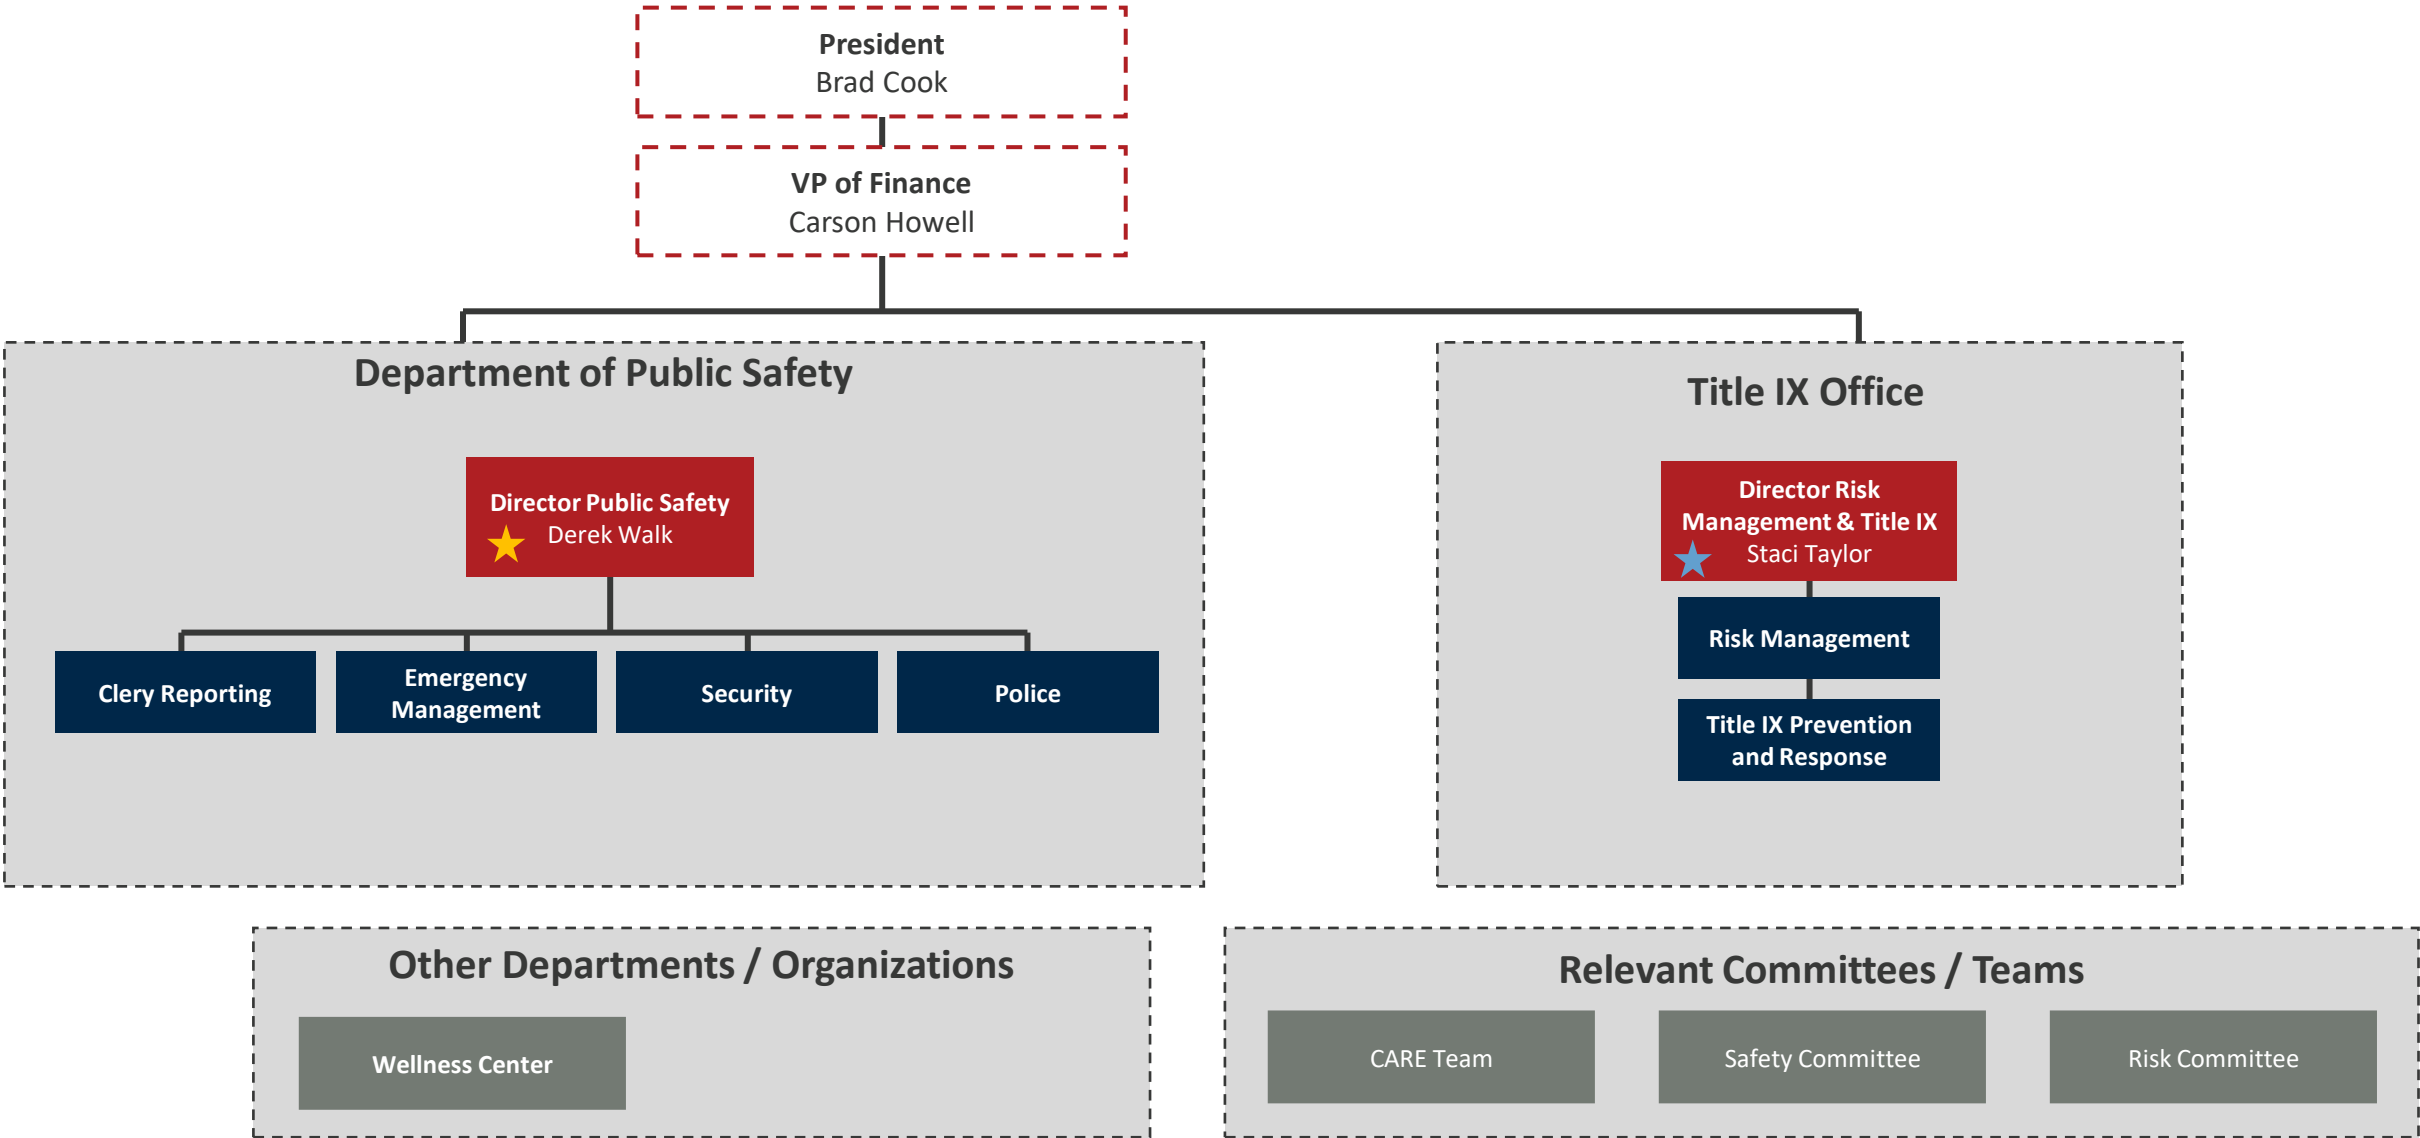 President
Brad Cook
VP of Finance
Carson Howell
Department of Public Safety
Director Public Safety
Derek Walk
Clery Reporting
Emergency
Management
Security
Police
Title IX Office
Director Risk
Management & Title IX
Staci Taylor
Risk Management
Title IX Prevention
and Response
Other Departments / Organizations
Wellness Center
Relevant Committees / Teams
CARE Team
Safety Committee
Risk Committee